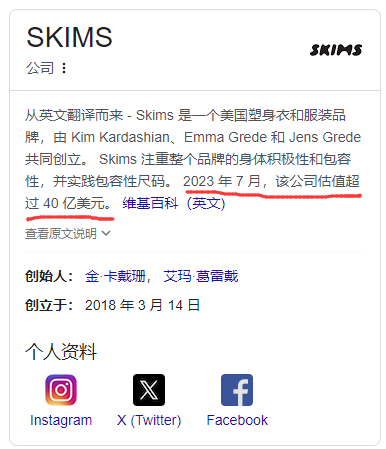 SKIMS
SKIMS
公司
从英文翻译而来 - Skims 是一个美国塑身衣和服装品
牌，由 Kim Kardashian、Emma Grede 和 Jens Grede
共同创立。 Skims 注重整个品牌的身体积极性和包容
性，并实践包容性尺码。 2023 年 7 月，该公司估值超
过 40 亿美元。 维基百科（英文）
查看原文说明
创始人： 金·卡戴珊， 艾玛·葛雷戴
创立于： 2018 年 3 月 14 日
个人资料
Instagram X (Twitter) Facebook